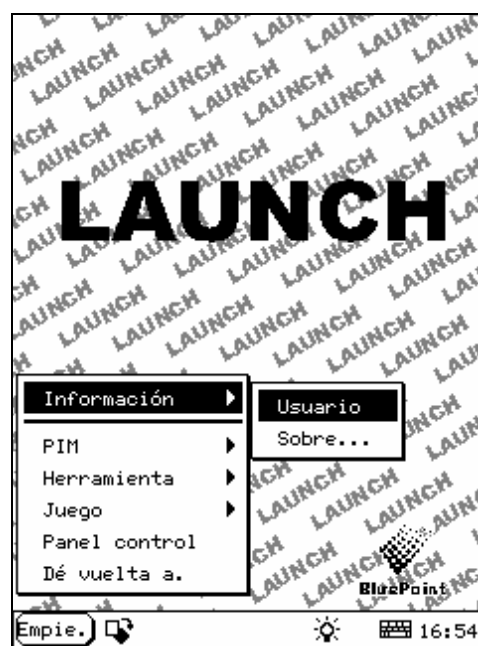 LAUNCH
Información
Usuario
Sobre...
PIM
Herramienta
Juego
Panel control
Dé vuelta a.
BluePoint
Empie.
16:54